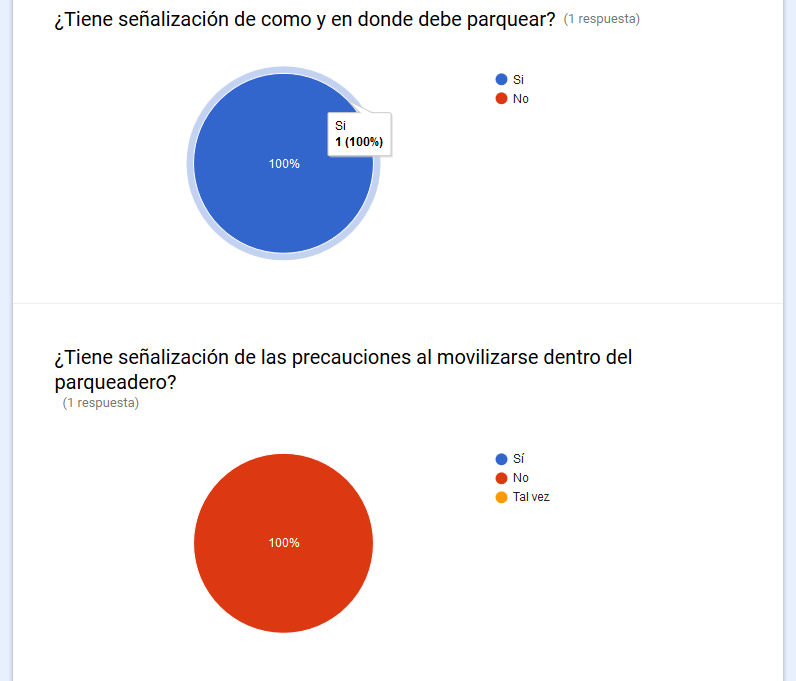 ¿Tiene señalización de como y en donde debe parquear? (1 respuesta)
Si
No
Si
1 (100%)
100%
¿Tiene señalización de las precauciones al movilizarse dentro del
parqueadero?
(1 respuesta)
Sí
No
Tal vez
100%